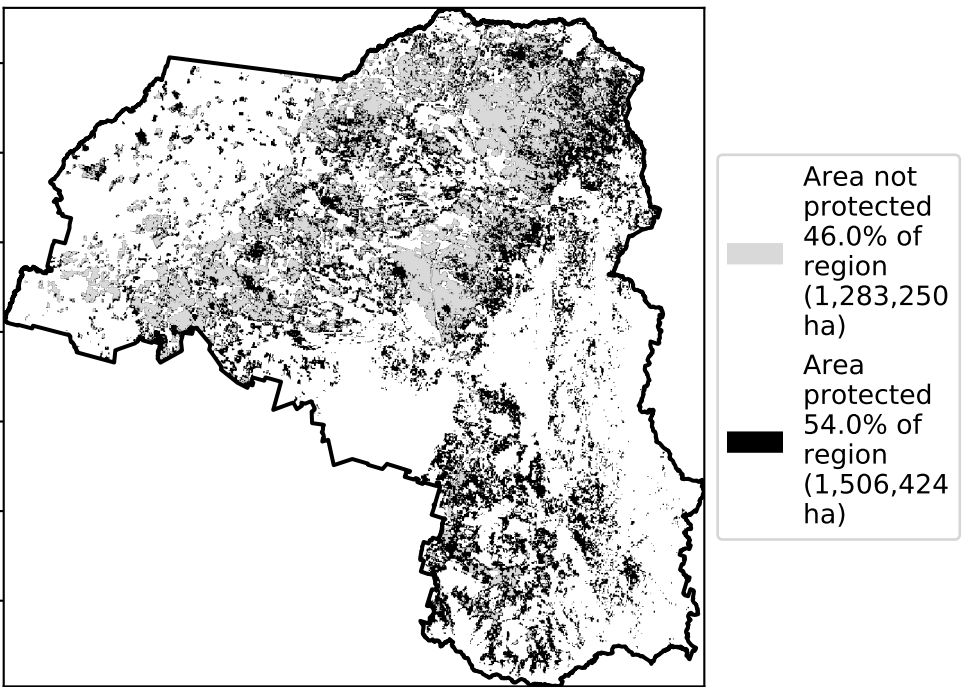 Area not
protected
46.0% of
region
(1,283,250
ha)
Area
protected
54.0% of
region
(1,506,424
ha)